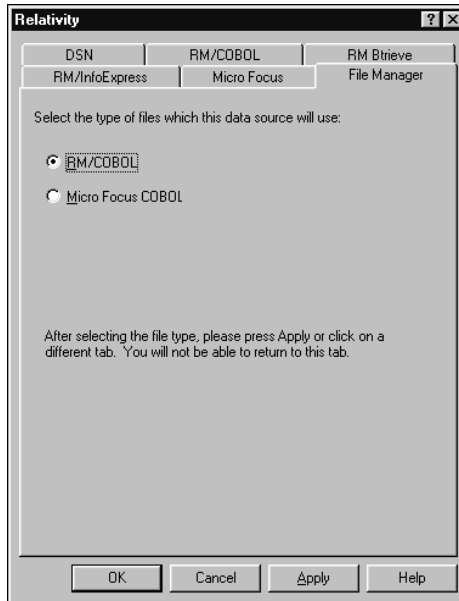 Relativity
DSN RM/COBOL RM Btrieve
RM/InfoExpress Micro Focus File Manager
Select the type of files which this data source will use:
RM/COBOL
Micro Focus COBOL
After selecting the file type, please press Apply or click on a
different tab. You will not be able to return to this tab.
OK Cancel Apply Help